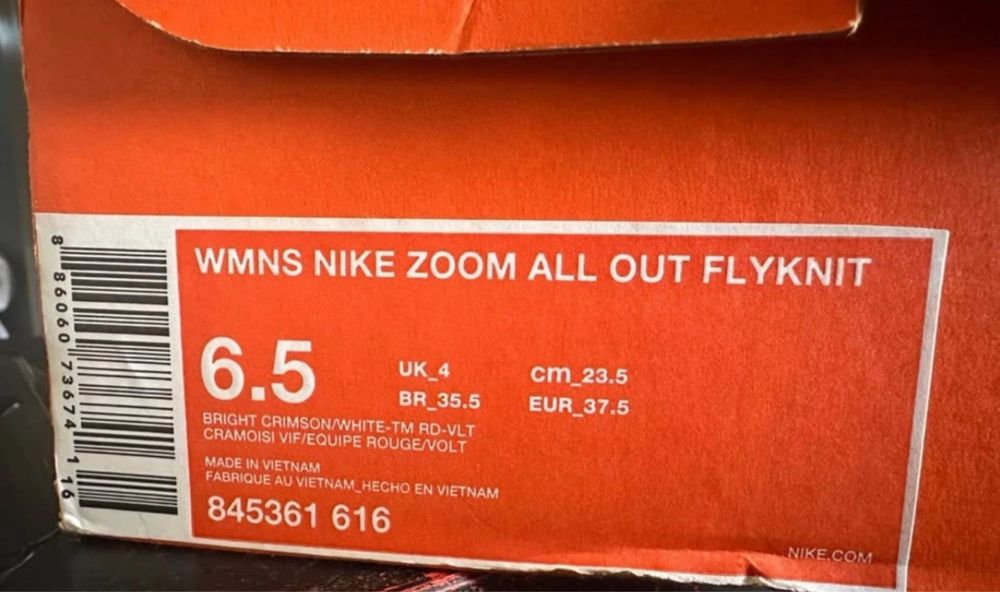 WMNS NIKE ZOOM ALL OUT FLYKNIT
6.5
UK_4 cm_23.5
BR_35.5 EUR_37.5
BRIGHT CRIMSON/WHITE-TM RD-VLT
CRAMOISI VIF/EQUIPE ROUGE/VOLT
MADE IN VIETNAM
FABRIQUE AU VIETNAM_HECHO EN VIETNAM
845361 616
NIKE.COM
8 86060 73674 1 16